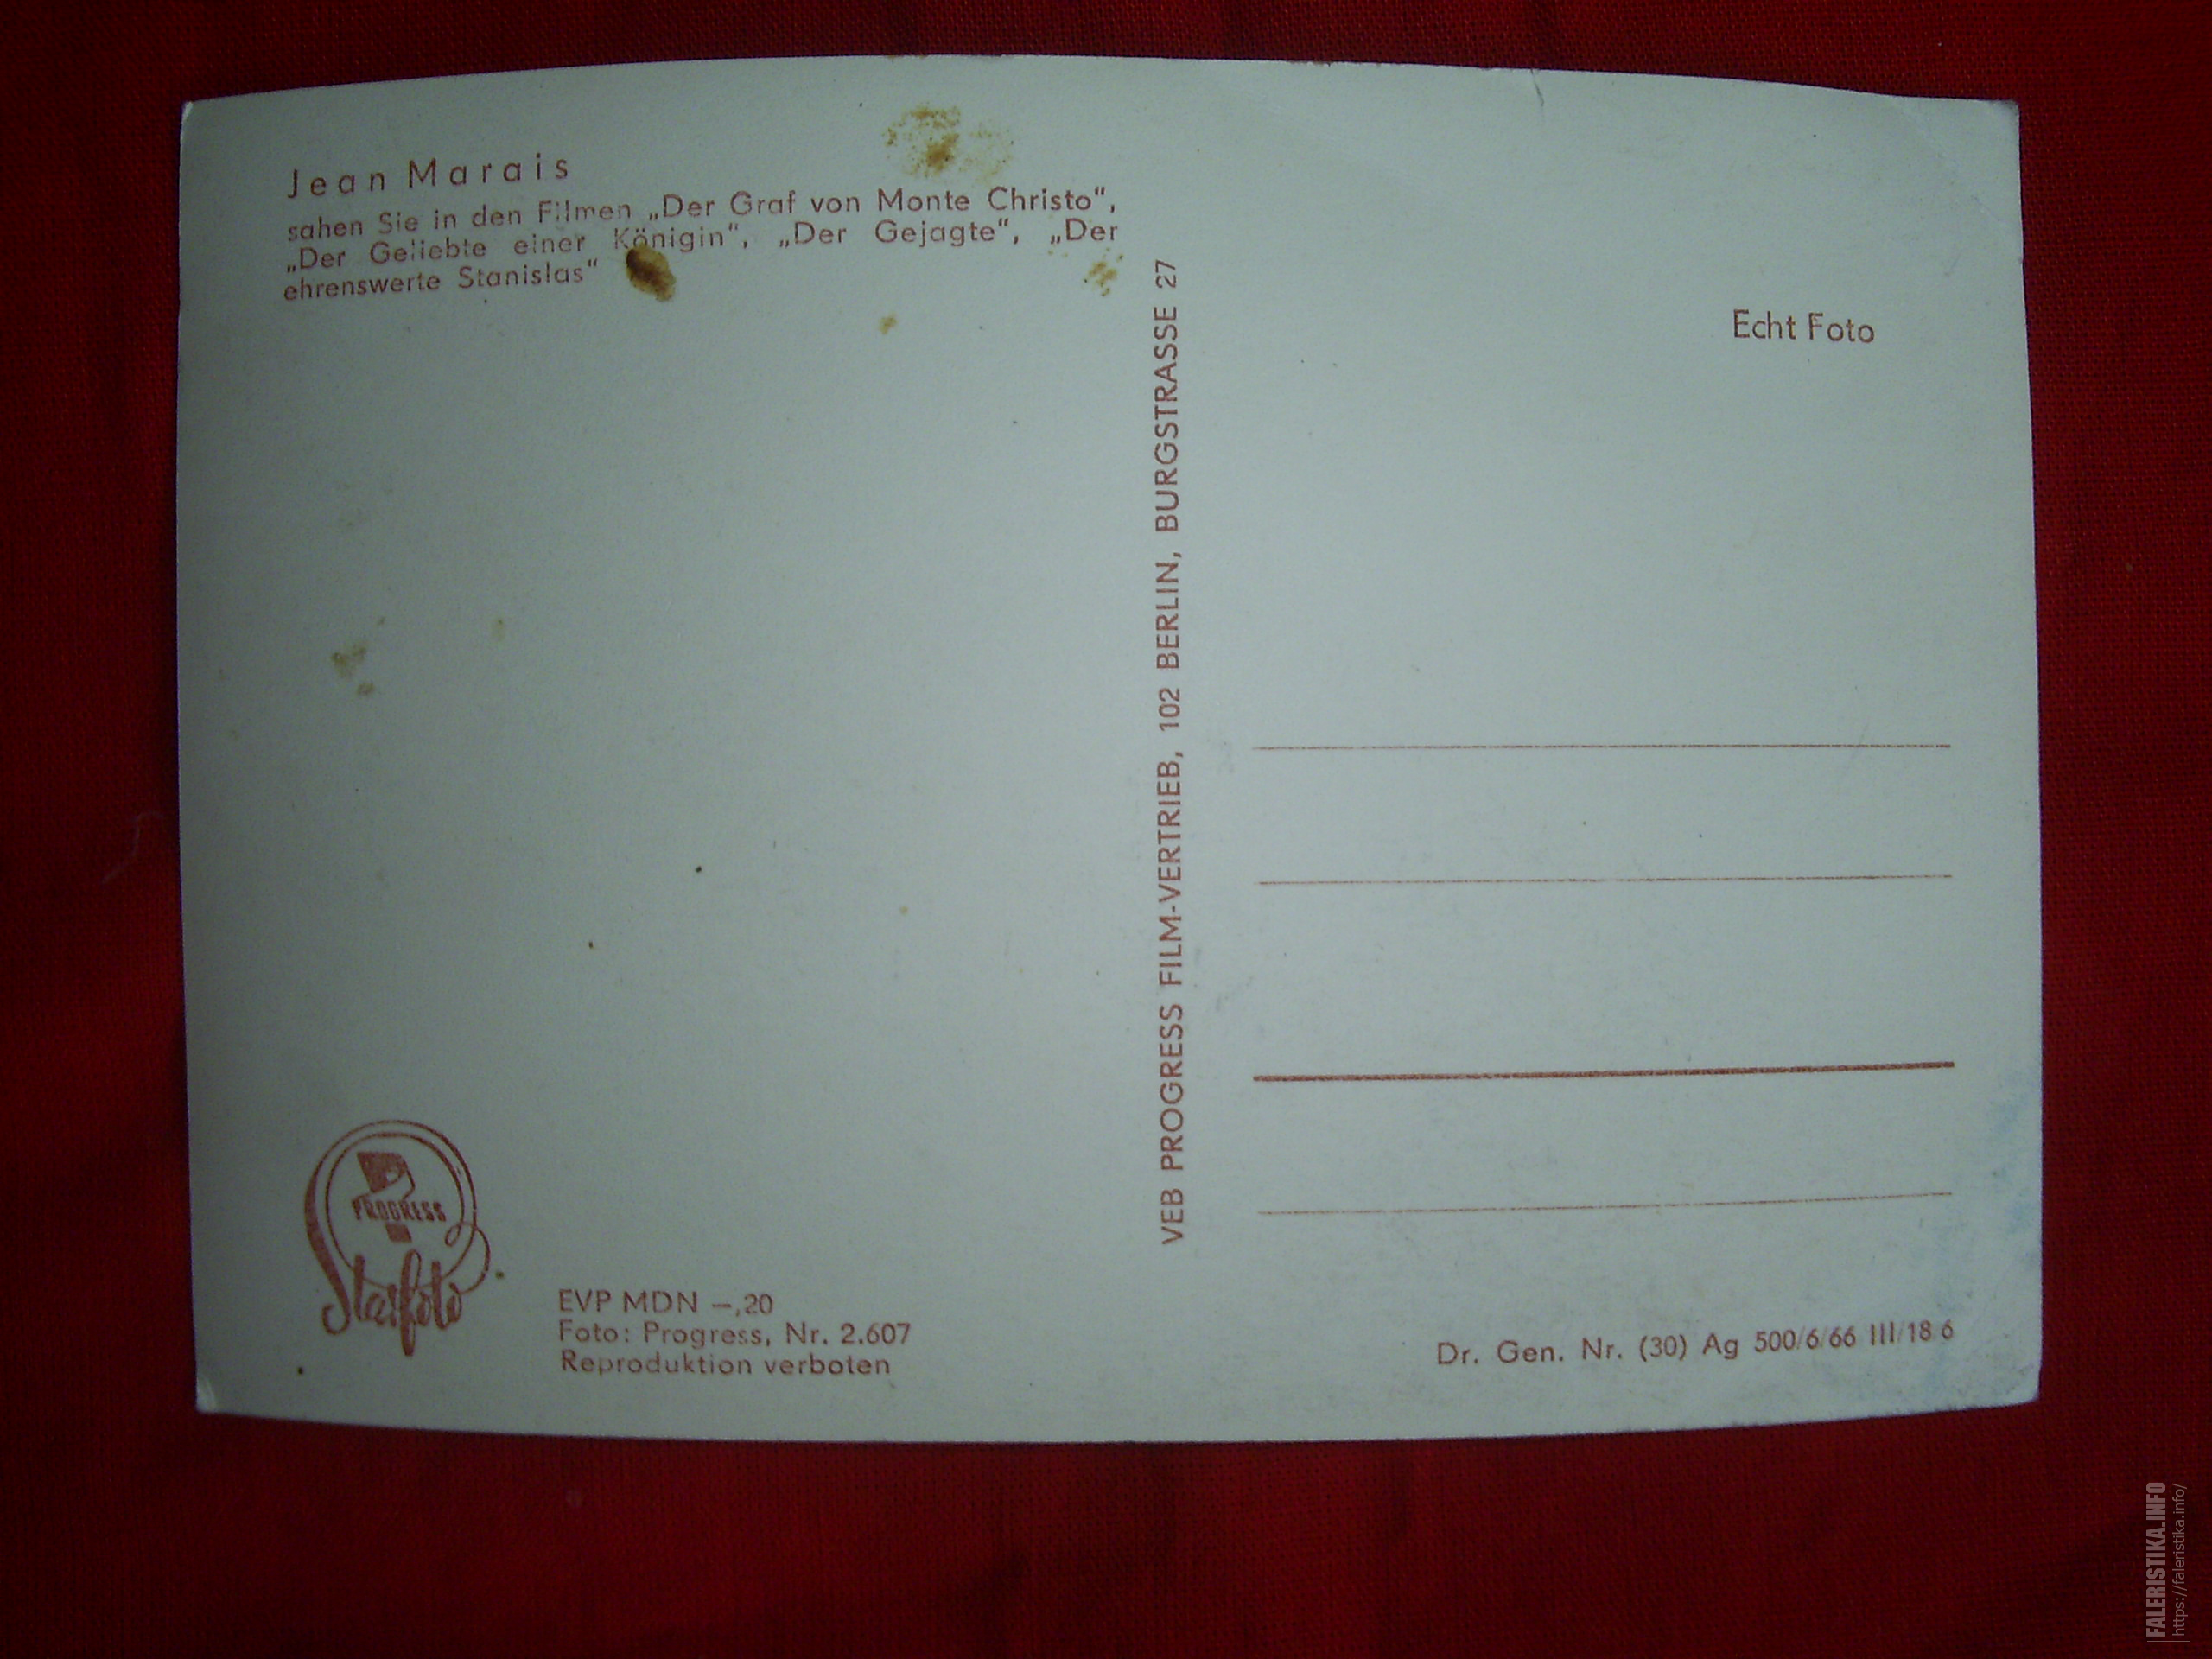 Jean Marais
sahen Sie in den Filmen „Der Graf von Monte Christo“,
„Der Geliebte einer Königin“, „Der Gejagte“, „Der
ehrenswerte Stanislas“
Echt Foto
VEB PROGRESS FILM-VERTRIEB, 102 BERLIN, BURGSTRASSE 27
PROGRESS
Starfoto
EVP MDN —,20
Foto: Progress, Nr. 2.607
Reproduktion verboten
Dr. Gen. Nr. (30) Ag 500/6/66 III/18 6
FALERISTIKA.INFO
https://faleristika.info/